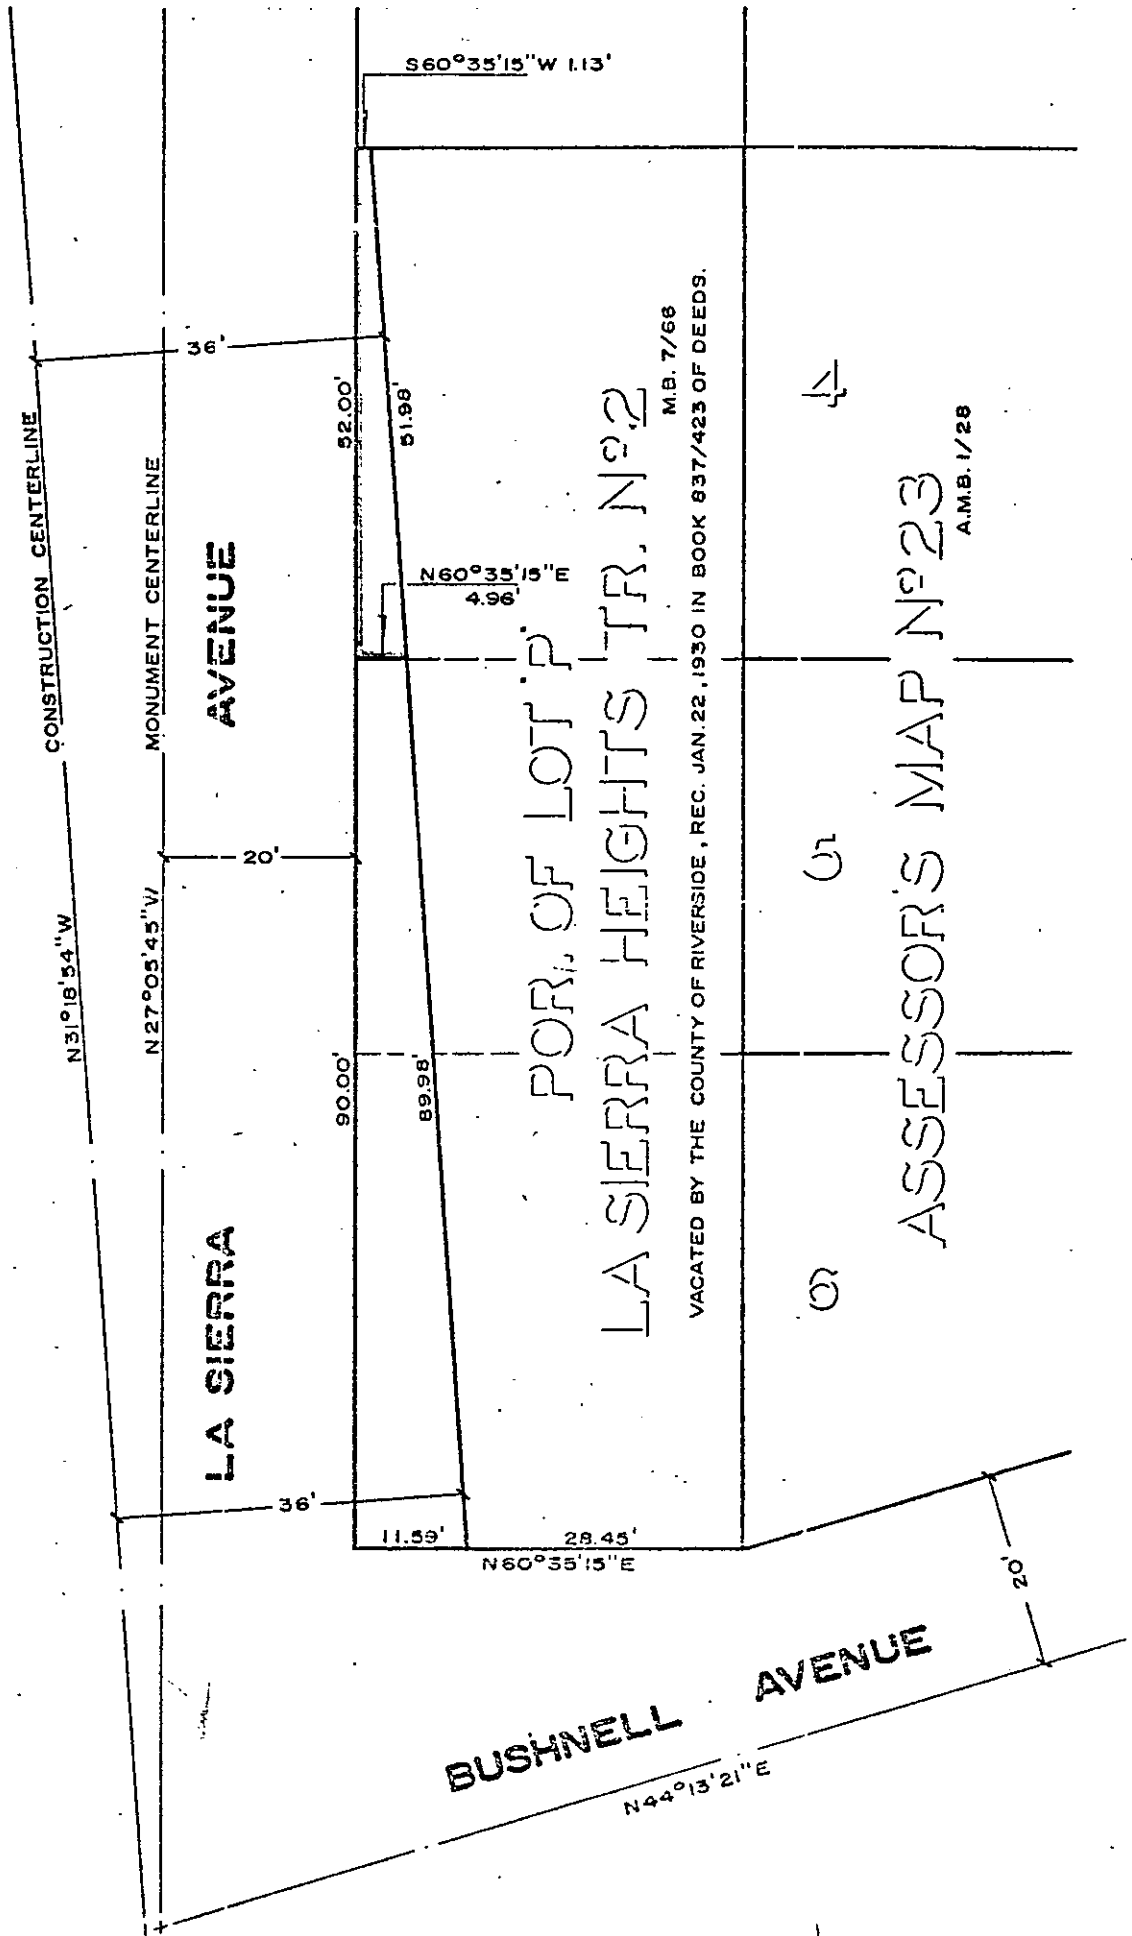 S60°35'15"W 1.13'
36'
CONSTRUCTION CENTERLINE
MONUMENT CENTERLINE
52.00'
51.98'
AVENUE
N60°35'15"E
4.96'
20'
N31°18'54"W
N27°05'45"W
90.00'
89.98'
LA SIERRA
36'
POR. OF LOT 'P'
LA SIERRA HEIGHTS TR. Nº.2
M.B. 7/66
VACATED BY THE COUNTY OF RIVERSIDE, REC. JAN. 22, 1930 IN BOOK 837/423 OF DEEDS.
4
5
6
ASSESSOR'S MAP Nº 23
A.M.B. 1/28
11.59'
28.45'
N60°35'15"E
20'
BUSHNELL AVENUE
N44°13'21"E